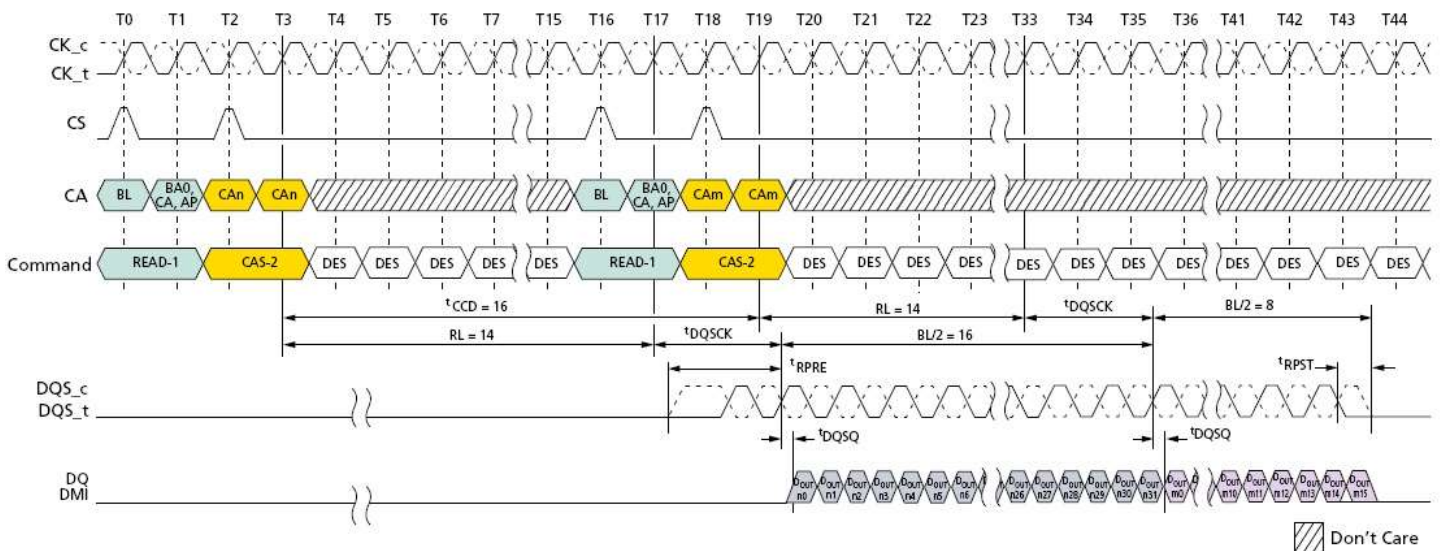 T0 T1 T2 T3 T4 T5 T6 T7 T15 T16 T17 T18 T19 T20 T21 T22 T23 T33 T34 T35 T36 T41 T42 T43 T44
CK_c
CK_t
CS
CA BL BA0, CA, AP CAn CAn BL BA0, CA, AP CAm CAm
Command READ-1 CAS-2 DES DES DES DES DES READ-1 CAS-2 DES DES DES DES DES DES DES DES DES DES DES DES
tCCD = 16 RL = 14 tDQSCK BL/2 = 8
RL = 14 tDQSCK BL/2 = 16
tRPRE tRPST
DQS_c
DQS_t
tDQSQ tDQSQ
DQ
DMI
DOUT n0 DOUT n1 DOUT n2 DOUT n3 DOUT n4 DOUT n5 DOUT n6 DOUT n26 DOUT n27 DOUT n28 DOUT n29 DOUT n30 DOUT n31 DOUT m0 DOUT m10 DOUT m11 DOUT m12 DOUT m13 DOUT m14 DOUT m15
Don't Care